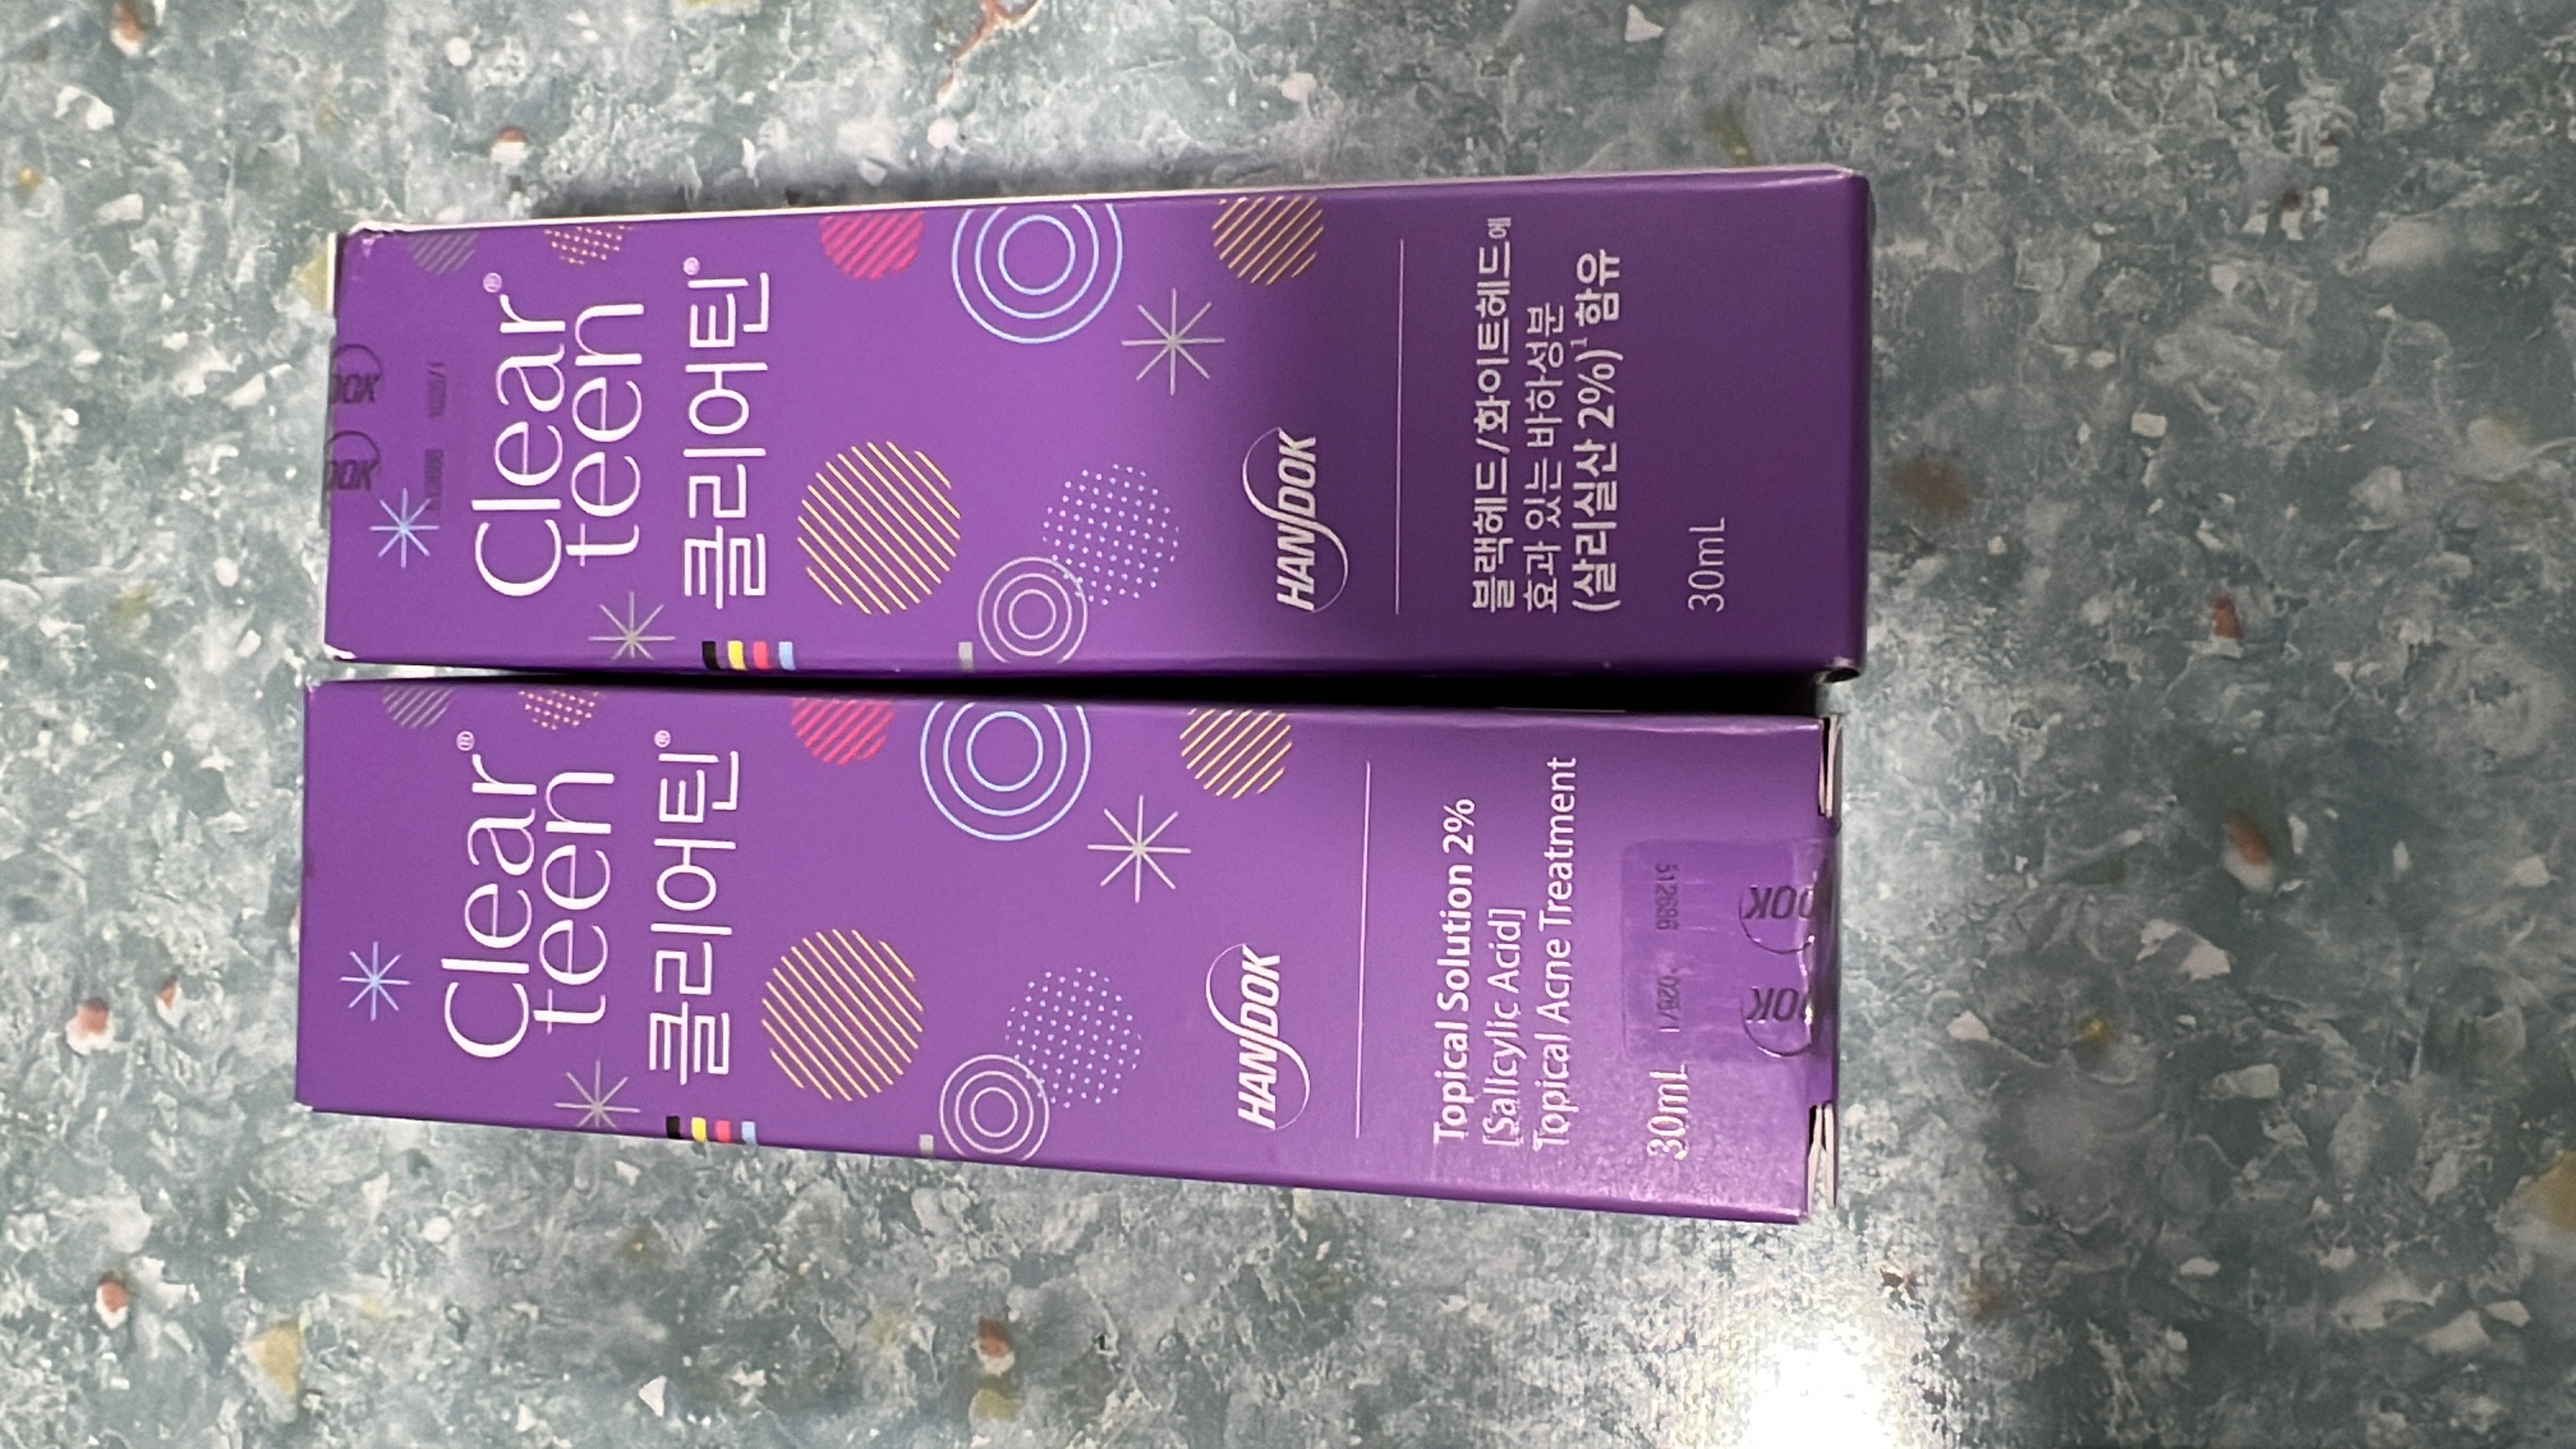 Clear®
teen
클리어틴®
HANDOK
블랙헤드/화이트헤드에
효과 있는 바하성분
(살리실산 2%)¹ 함유
30mL
Clear®
teen
클리어틴®
HANDOK
Topical Solution 2%
[Salicylic Acid]
Topical Acne Treatment
30mL